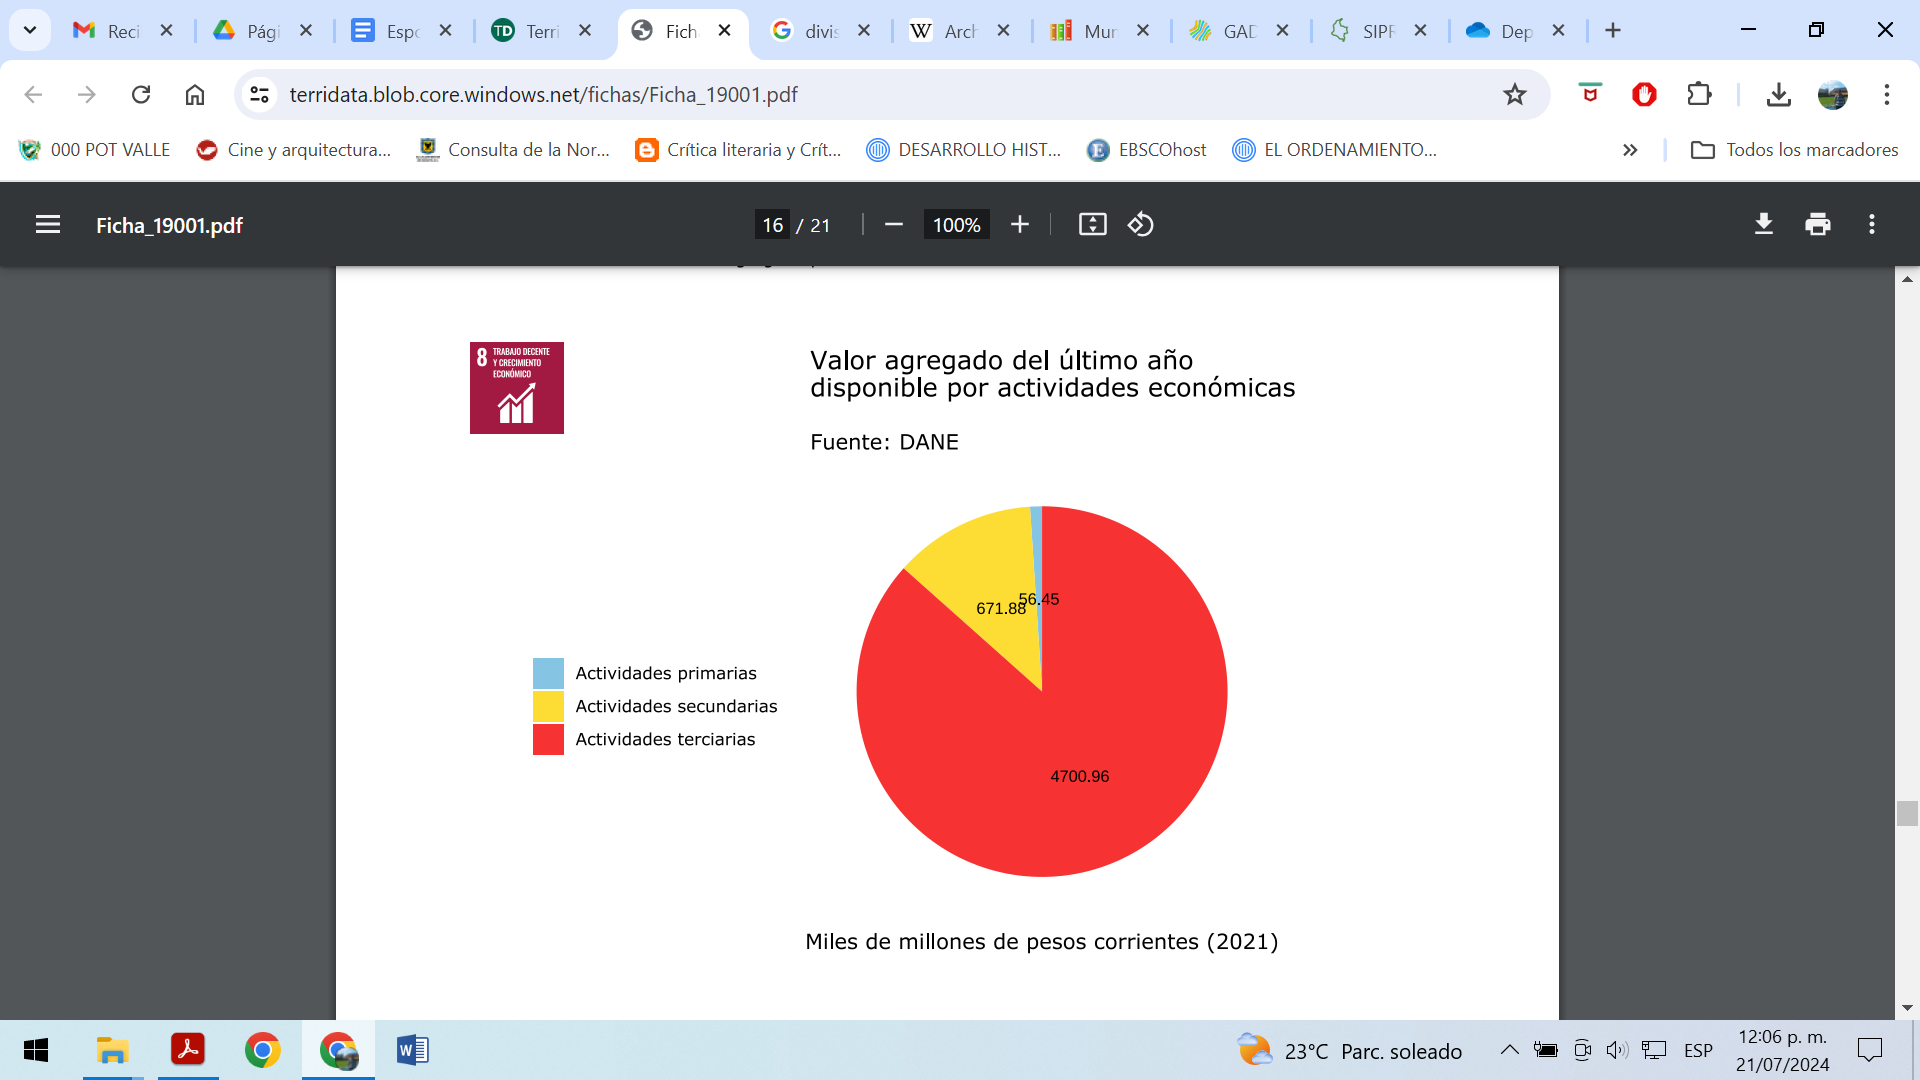 Reci
Pági
Espo
TD
Terri
Fich
divis
W
Arch
Mur
GAD
SIPR
Dep
terridata.blob.core.windows.net/fichas/Ficha_19001.pdf
000 POT VALLE
Cine y arquitectura...
Consulta de la Nor...
Crítica literaria y Crít...
DESARROLLO HIST...
EBSCOhost
EL ORDENAMIENTO...
Todos los marcadores
Ficha_19001.pdf
16 / 21
100%
8 TRABAJO DECENTE
Y CRECIMIENTO
ECONÓMICO
Valor agregado del último año
disponible por actividades económicas
Fuente: DANE
56.45
671.88
Actividades primarias
Actividades secundarias
Actividades terciarias
4700.96
Miles de millones de pesos corrientes (2021)
23°C Parc. soleado
ESP
12:06 p. m.
21/07/2024